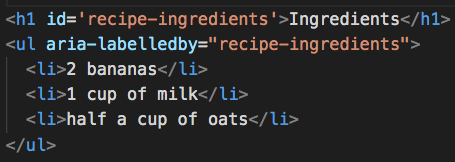 <h1 id='recipe-ingredients'>Ingredients</h1>
<ul aria-labelledby="recipe-ingredients">
  <li>2 bananas</li>
  <li>1 cup of milk</li>
  <li>half a cup of oats</li>
</ul>